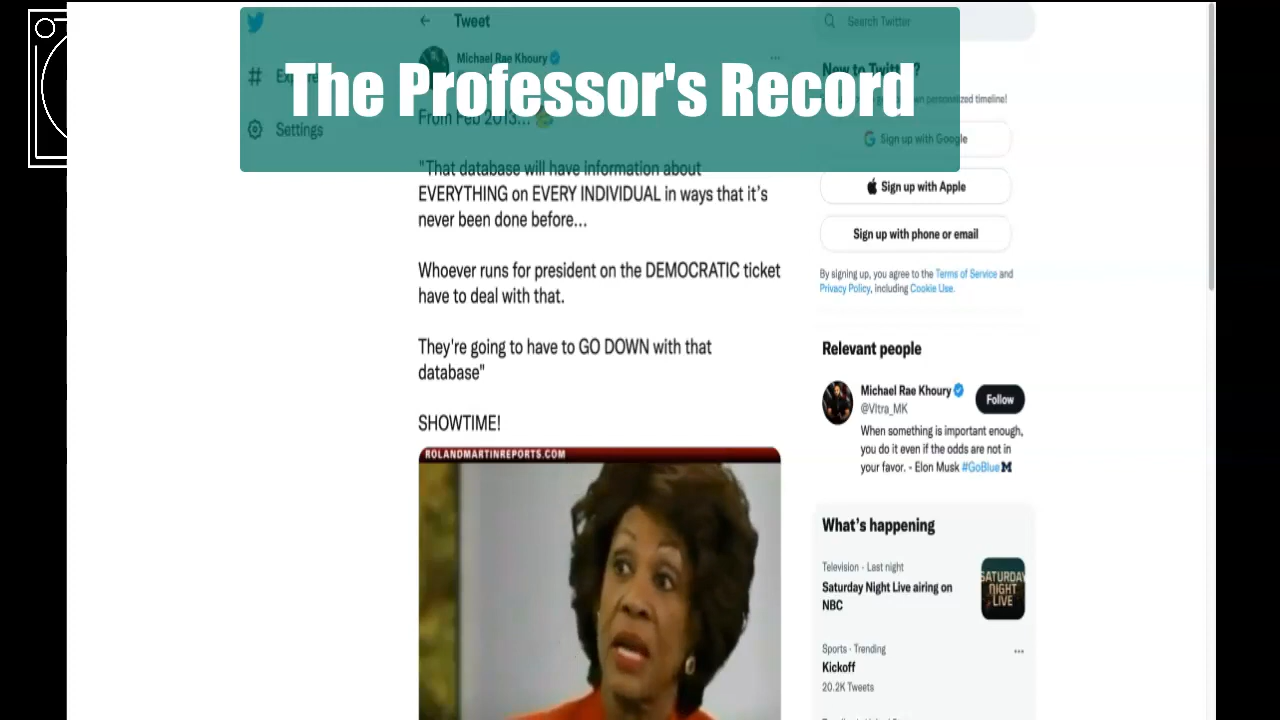 Tweet
Search Twitter
Michael Rae Khoury
The Professor's Record
New to Twitter?
personalized timeline!
Settings
From Feb 2013...
Sign up with Google
"That database will have information about
EVERYTHING on EVERY INDIVIDUAL in ways that it's
never been done before...
Sign up with Apple
Sign up with phone or email
Whoever runs for president on the DEMOCRATIC ticket
have to deal with that.
By signing up, you agree to the Terms of Service and
Privacy Policy, including Cookie Use.
They're going to have to GO DOWN with that
database"
SHOWTIME!
Relevant people
Michael Rae Khoury
Follow
When something is important enough,
you do it even if the odds are not in
your favor. - Elon Musk #GoBlue
ROLANDMARTINREPORTS.COM
What's happening
Television · Last night
Saturday Night Live airing on
NBC
SATURDAY
NIGHT
LIVE
Sports · Trending
Kickoff
20.2K Tweets